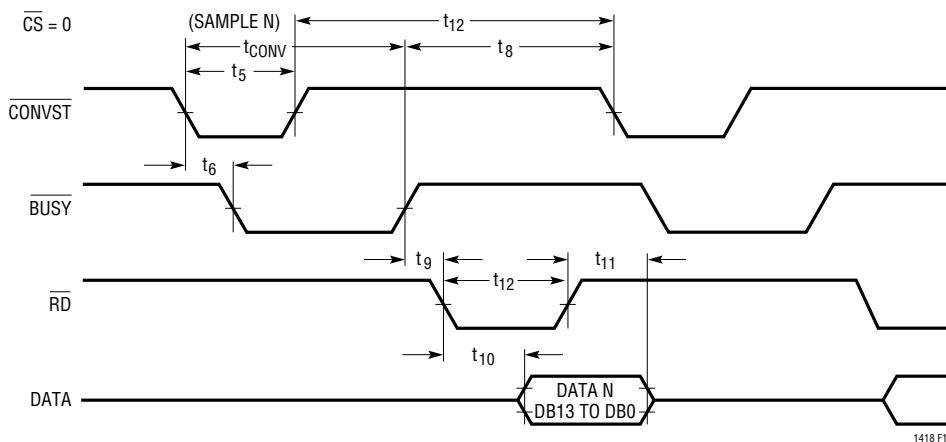 CS = 0
(SAMPLE N)
t12
tCONV
t8
t5
CONVST
t6
BUSY
t9
t11
t12
RD
t10
DATA
DATA N
DB13 TO DB0
1418 F1